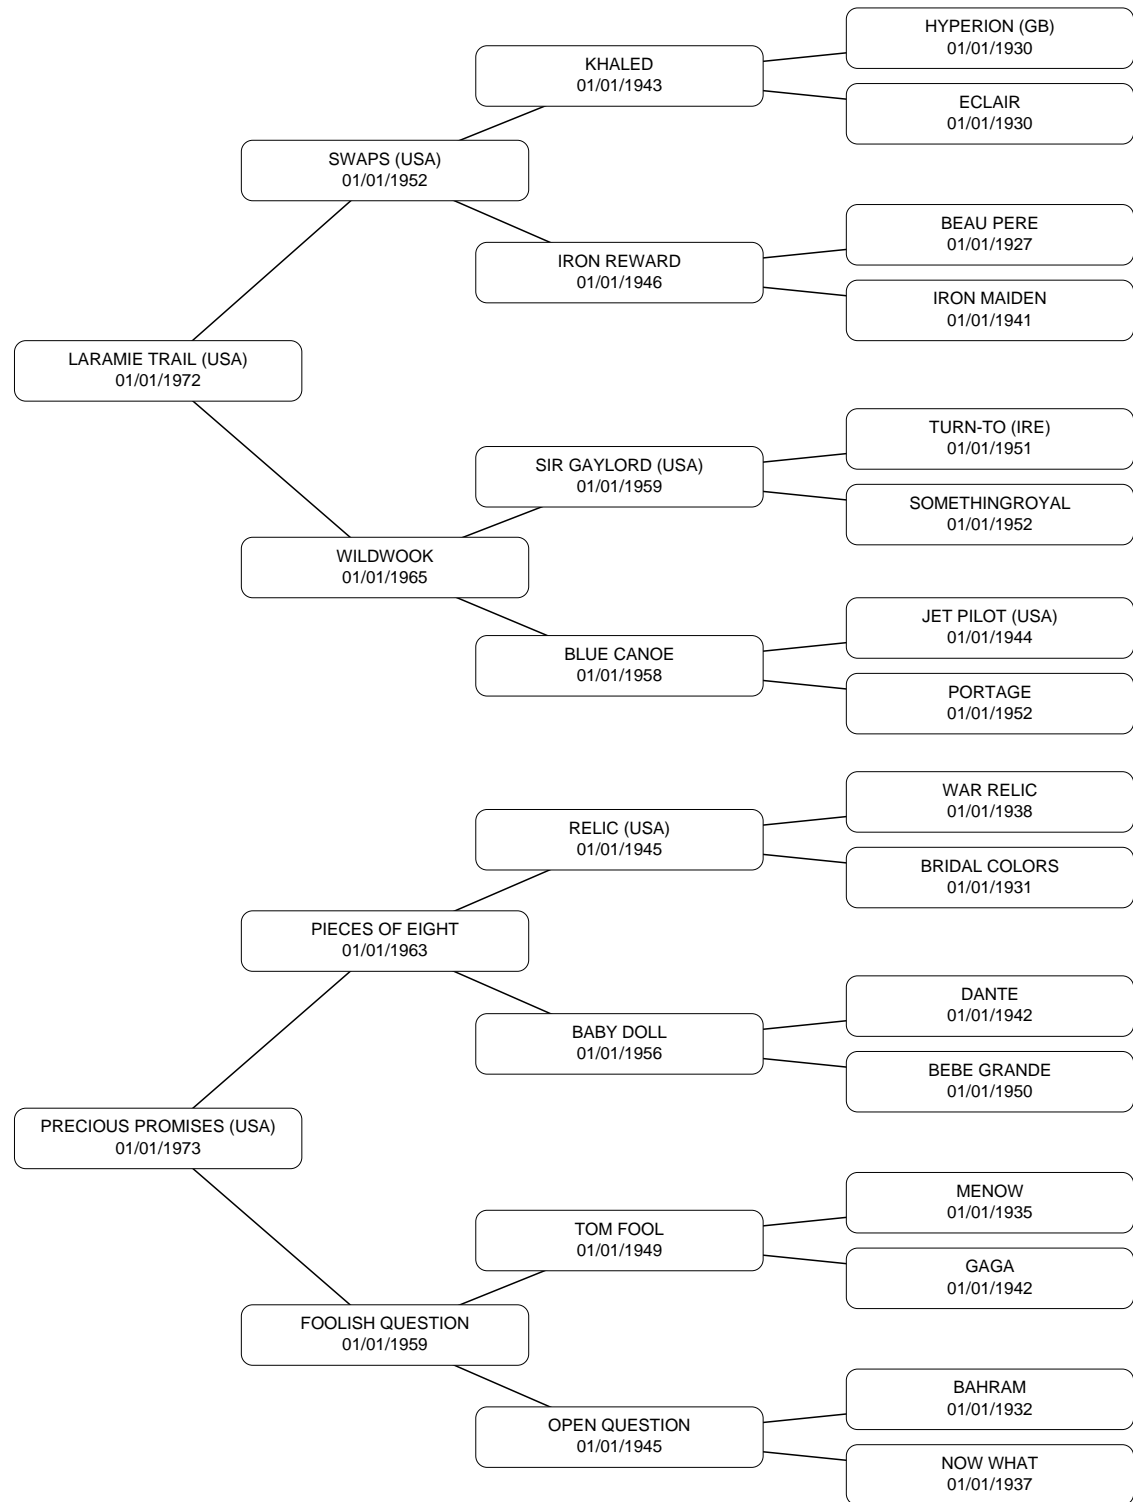 HYPERION (GB)
01/01/1930
KHALED
01/01/1943
ECLAIR
01/01/1930
SWAPS (USA)
01/01/1952
BEAU PERE
01/01/1927
IRON REWARD
01/01/1946
IRON MAIDEN
01/01/1941
LARAMIE TRAIL (USA)
01/01/1972
TURN-TO (IRE)
01/01/1951
SIR GAYLORD (USA)
01/01/1959
SOMETHINGROYAL
01/01/1952
WILDWOOK
01/01/1965
JET PILOT (USA)
01/01/1944
BLUE CANOE
01/01/1958
PORTAGE
01/01/1952
WAR RELIC
01/01/1938
RELIC (USA)
01/01/1945
BRIDAL COLORS
01/01/1931
PIECES OF EIGHT
01/01/1963
DANTE
01/01/1942
BABY DOLL
01/01/1956
BEBE GRANDE
01/01/1950
PRECIOUS PROMISES (USA)
01/01/1973
MENOW
01/01/1935
TOM FOOL
01/01/1949
GAGA
01/01/1942
FOOLISH QUESTION
01/01/1959
BAHRAM
01/01/1932
OPEN QUESTION
01/01/1945
NOW WHAT
01/01/1937